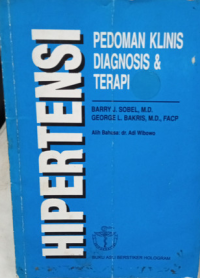 HIPERTENSI
PEDOMAN KLINIS
DIAGNOSIS &
TERAPI
BARRY J. SOBEL, M.D.
GEORGE L. BAKRIS, M.D., FACP
Alih Bahasa: dr. Adi Wibowo